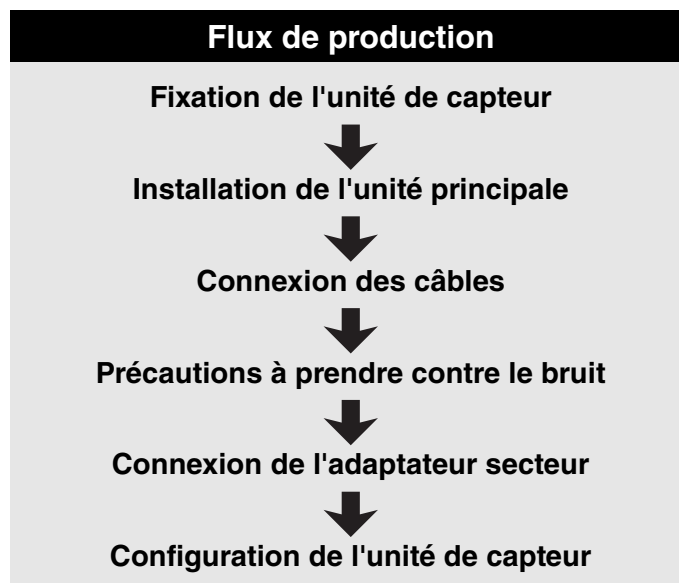 Flux de production
Fixation de l'unité de capteur
Installation de l'unité principale
Connexion des câbles
Précautions à prendre contre le bruit
Connexion de l'adaptateur secteur
Configuration de l'unité de capteur